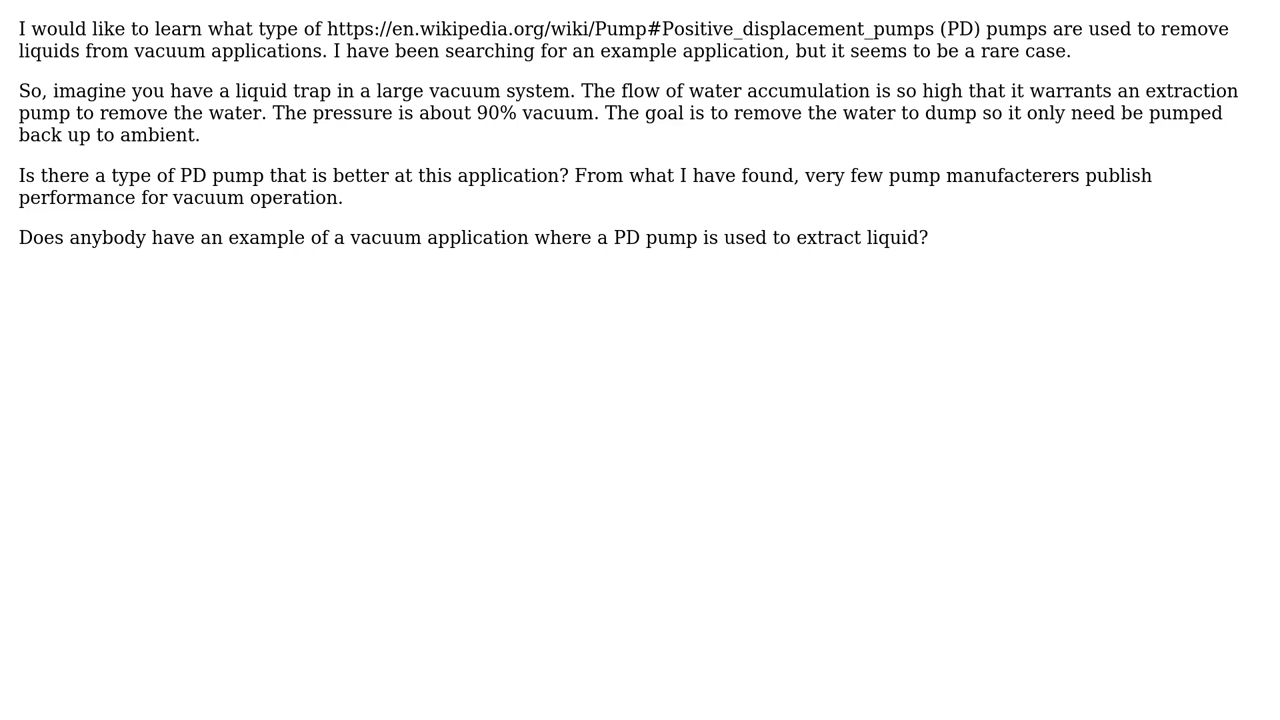 I would like to learn what type of https://en.wikipedia.org/wiki/Pump#Positive_displacement_pumps (PD) pumps are used to remove
liquids from vacuum applications. I have been searching for an example application, but it seems to be a rare case.
So, imagine you have a liquid trap in a large vacuum system. The flow of water accumulation is so high that it warrants an extraction
pump to remove the water. The pressure is about 90% vacuum. The goal is to remove the water to dump so it only need be pumped
back up to ambient.
Is there a type of PD pump that is better at this application? From what I have found, very few pump manufacterers publish
performance for vacuum operation.
Does anybody have an example of a vacuum application where a PD pump is used to extract liquid?